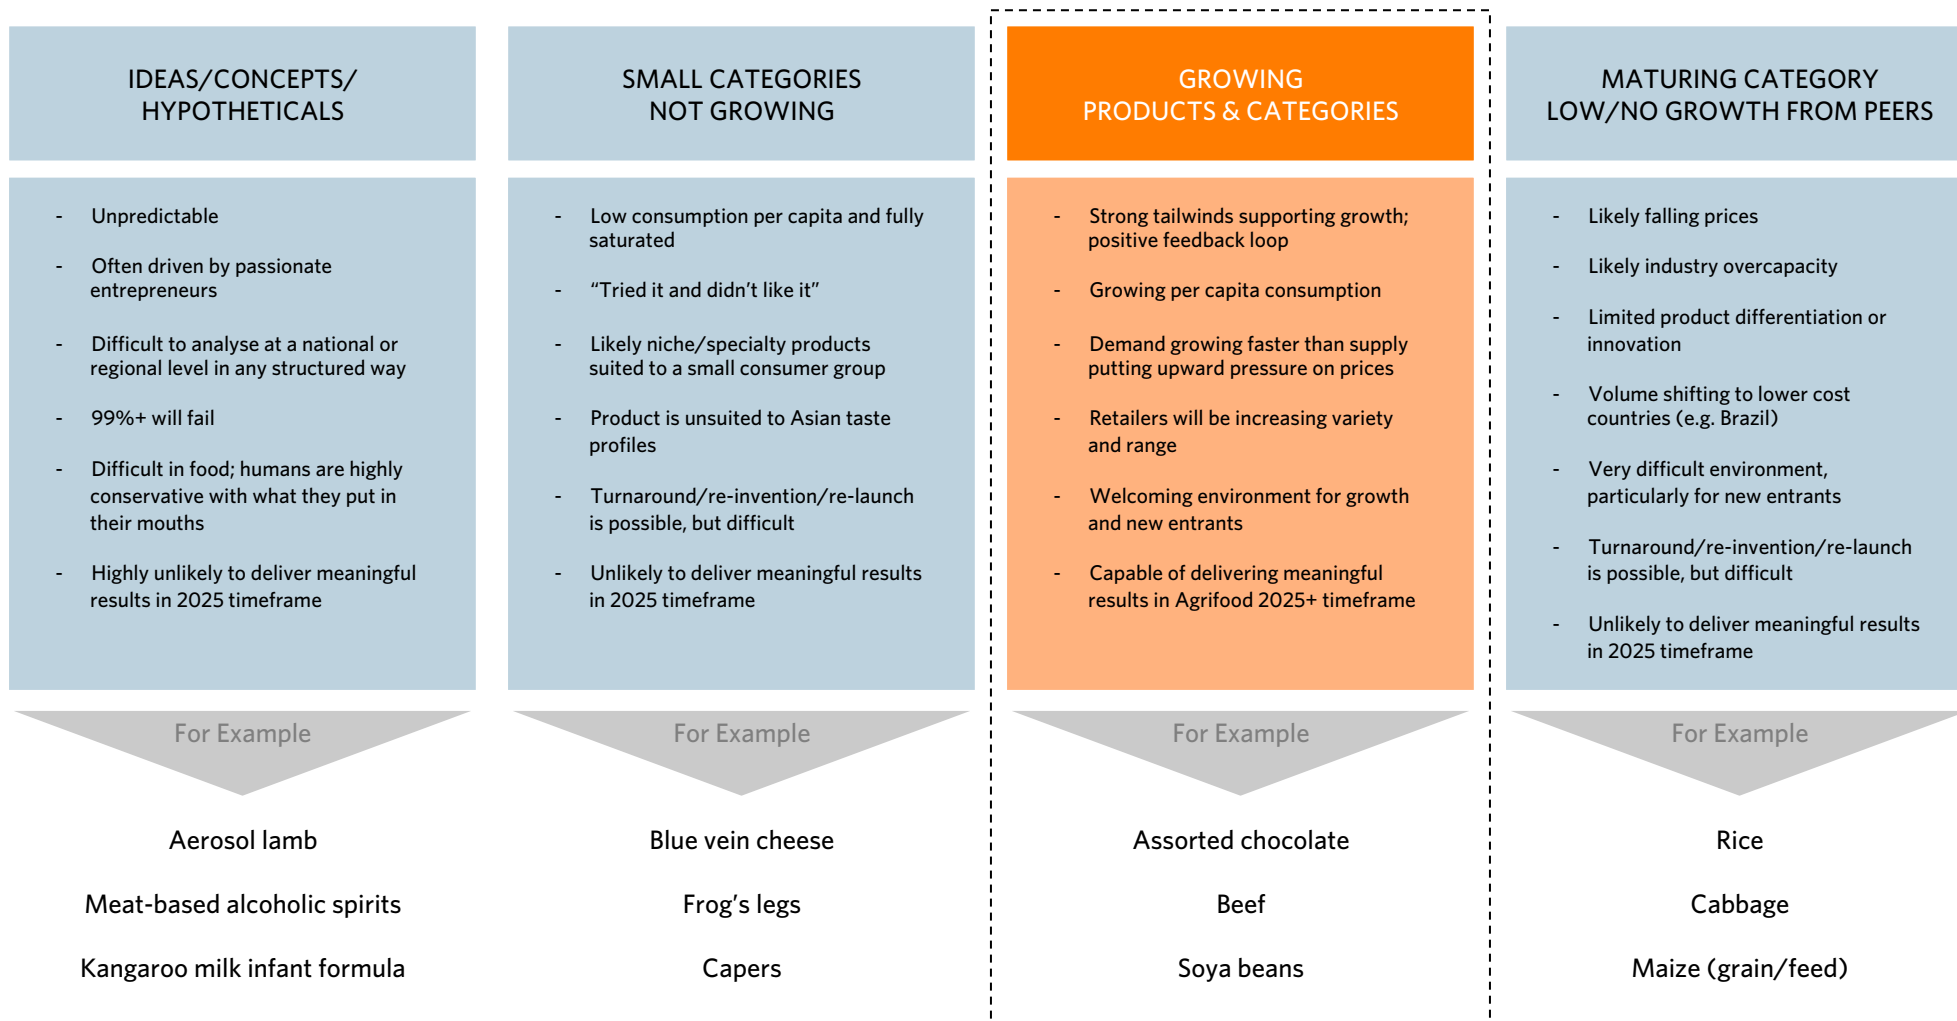 IDEAS/CONCEPTS/
HYPOTHETICALS
- Unpredictable
- Often driven by passionate
entrepreneurs
- Difficult to analyse at a national or
regional level in any structured way
- 99%+ will fail
- Difficult in food; humans are highly
conservative with what they put in
their mouths
- Highly unlikely to deliver meaningful
results in 2025 timeframe
For Example
Aerosol lamb
Meat-based alcoholic spirits
Kangaroo milk infant formula
SMALL CATEGORIES
NOT GROWING
- Low consumption per capita and fully
saturated
- “Tried it and didn’t like it”
- Likely niche/specialty products
suited to a small consumer group
- Product is unsuited to Asian taste
profiles
- Turnaround/re-invention/re-launch
is possible, but difficult
- Unlikely to deliver meaningful results
in 2025 timeframe
For Example
Blue vein cheese
Frog’s legs
Capers
GROWING
PRODUCTS & CATEGORIES
- Strong tailwinds supporting growth;
positive feedback loop
- Growing per capita consumption
- Demand growing faster than supply
putting upward pressure on prices
- Retailers will be increasing variety
and range
- Welcoming environment for growth
and new entrants
- Capable of delivering meaningful
results in Agrifood 2025+ timeframe
For Example
Assorted chocolate
Beef
Soya beans
MATURING CATEGORY
LOW/NO GROWTH FROM PEERS
- Likely falling prices
- Likely industry overcapacity
- Limited product differentiation or
innovation
- Volume shifting to lower cost
countries (e.g. Brazil)
- Very difficult environment,
particularly for new entrants
- Turnaround/re-invention/re-launch
is possible, but difficult
- Unlikely to deliver meaningful results
in 2025 timeframe
For Example
Rice
Cabbage
Maize (grain/feed)